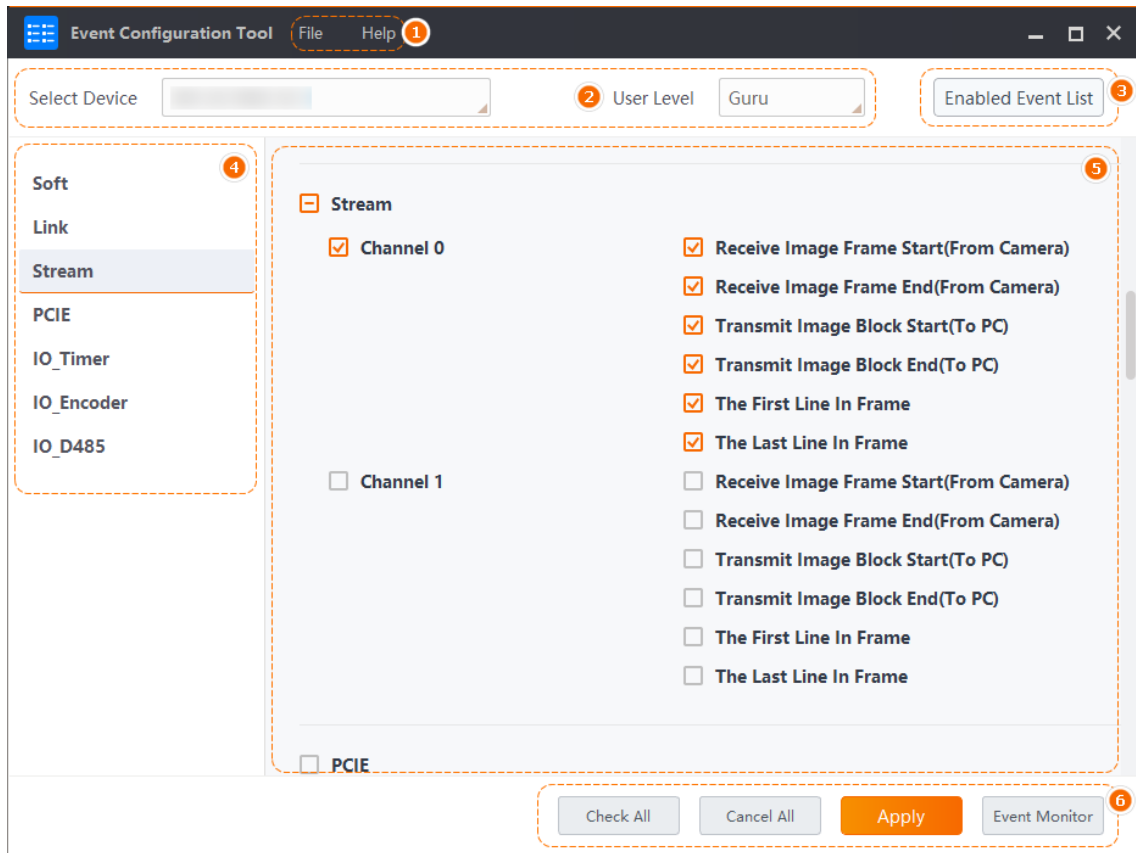 Event Configuration Tool File Help 1
Select Device 2 User Level Guru Enabled Event List 3
4
Soft
Link
Stream
PCIE
IO_Timer
IO_Encoder
IO_D485
5
Stream
Channel 0 Receive Image Frame Start(From Camera)
Receive Image Frame End(From Camera)
Transmit Image Block Start(To PC)
Transmit Image Block End(To PC)
The First Line In Frame
The Last Line In Frame
Channel 1 Receive Image Frame Start(From Camera)
Receive Image Frame End(From Camera)
Transmit Image Block Start(To PC)
Transmit Image Block End(To PC)
The First Line In Frame
The Last Line In Frame
PCIE
Check All Cancel All Apply Event Monitor 6